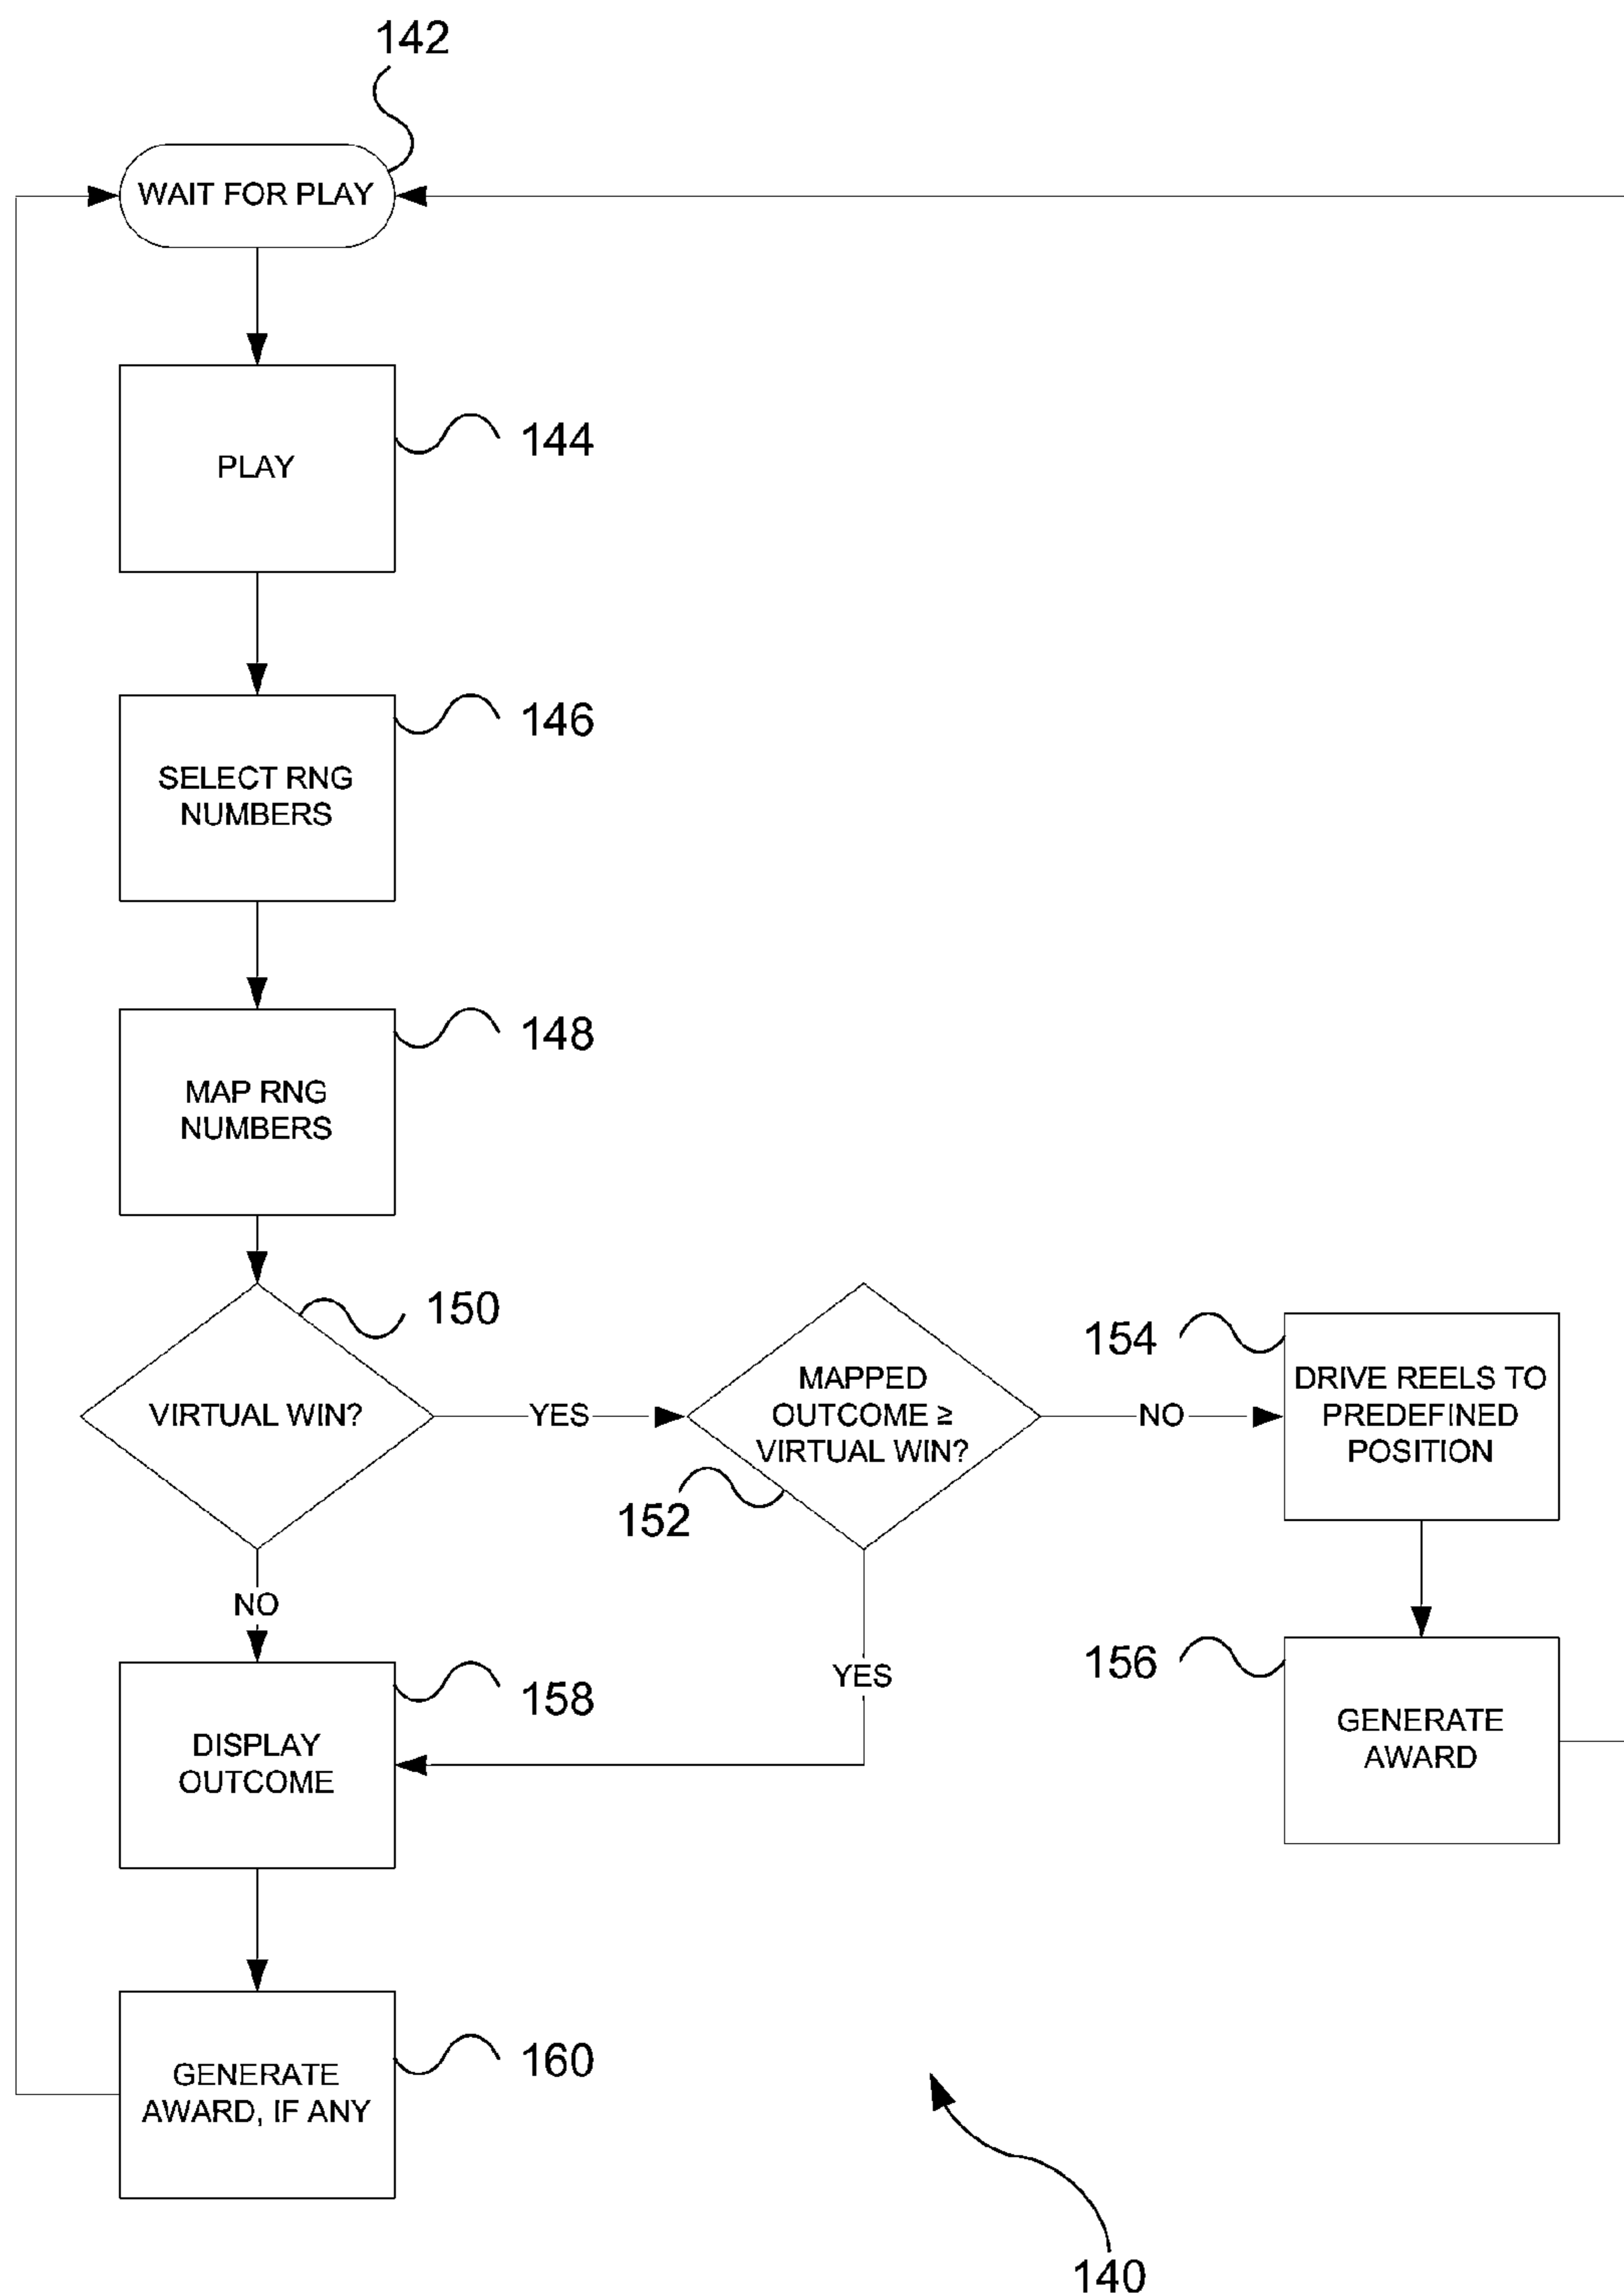 142
WAIT FOR PLAY
PLAY
144
SELECT RNG
NUMBERS
146
MAP RNG
NUMBERS
148
VIRTUAL WIN?
150
YES
MAPPED
OUTCOME ≥
VIRTUAL WIN?
152
NO
154
DRIVE REELS TO
PREDEFINED
POSITION
NO
YES
156
GENERATE
AWARD
DISPLAY
OUTCOME
158
GENERATE
AWARD, IF ANY
160
140